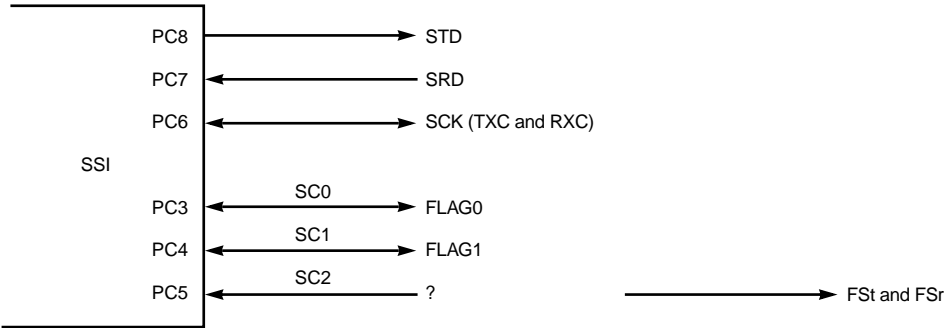 PC8 STD
PC7 SRD
PC6 SCK (TXC and RXC)
SSI
PC3 SC0 FLAG0
PC4 SC1 FLAG1
PC5 SC2 ? FSt and FSr